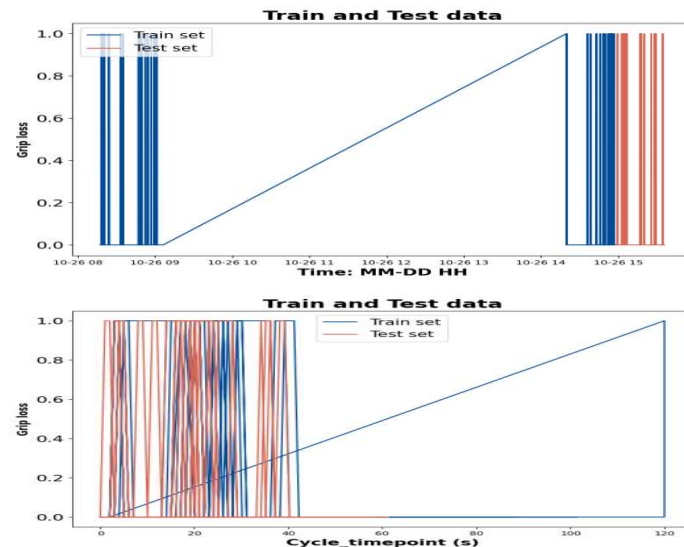 Train and Test data
Train set
Test set
1.0
0.8
0.6
0.4
0.2
0.0
Grip loss
10-26 08 10-26 09 10-26 10 10-26 11 10-26 12 10-26 13 10-26 14 10-26 15
Time: MM-DD HH
Train and Test data
Train set
Test set
1.0
0.8
0.6
0.4
0.2
0.0
Grip loss
0 20 40 60 80 100 120
Cycle_timepoint (s)